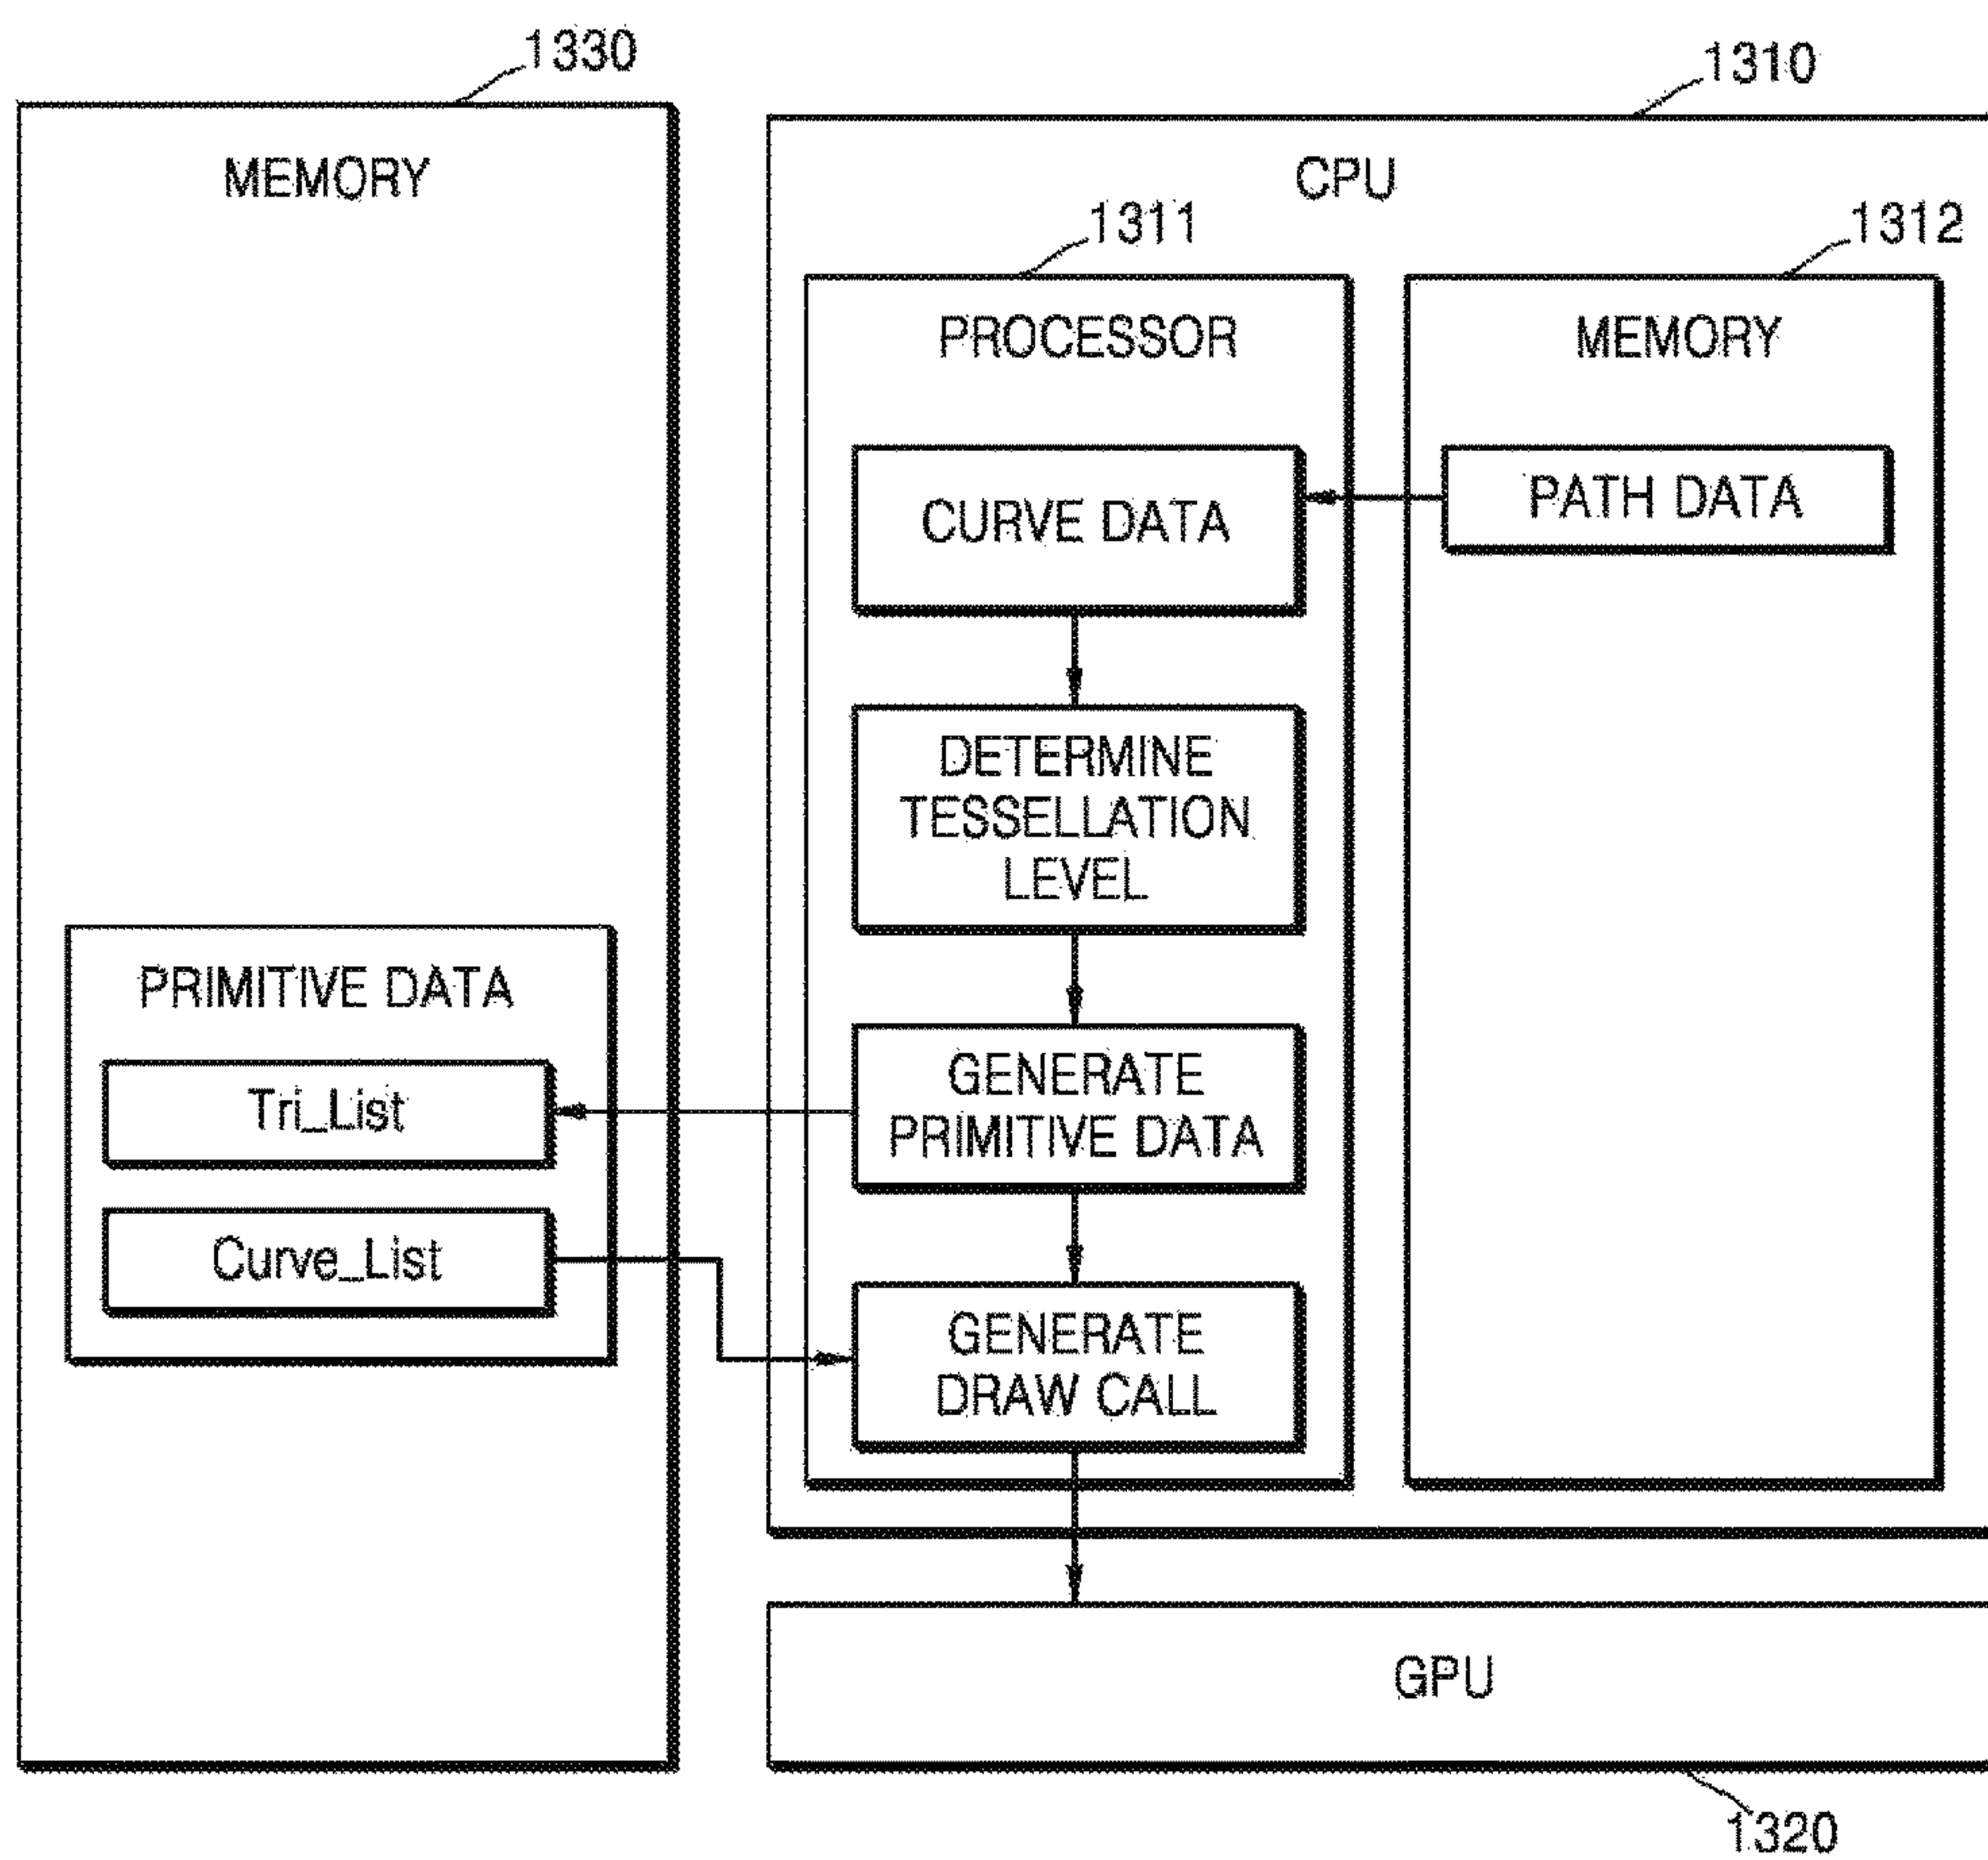 1330
1310
MEMORY
CPU
1311
1312
PROCESSOR
MEMORY
CURVE DATA
PATH DATA
DETERMINE
TESSELLATION
LEVEL
PRIMITIVE DATA
Tri_List
Curve_List
GENERATE
PRIMITIVE DATA
GENERATE
DRAW CALL
GPU
1320